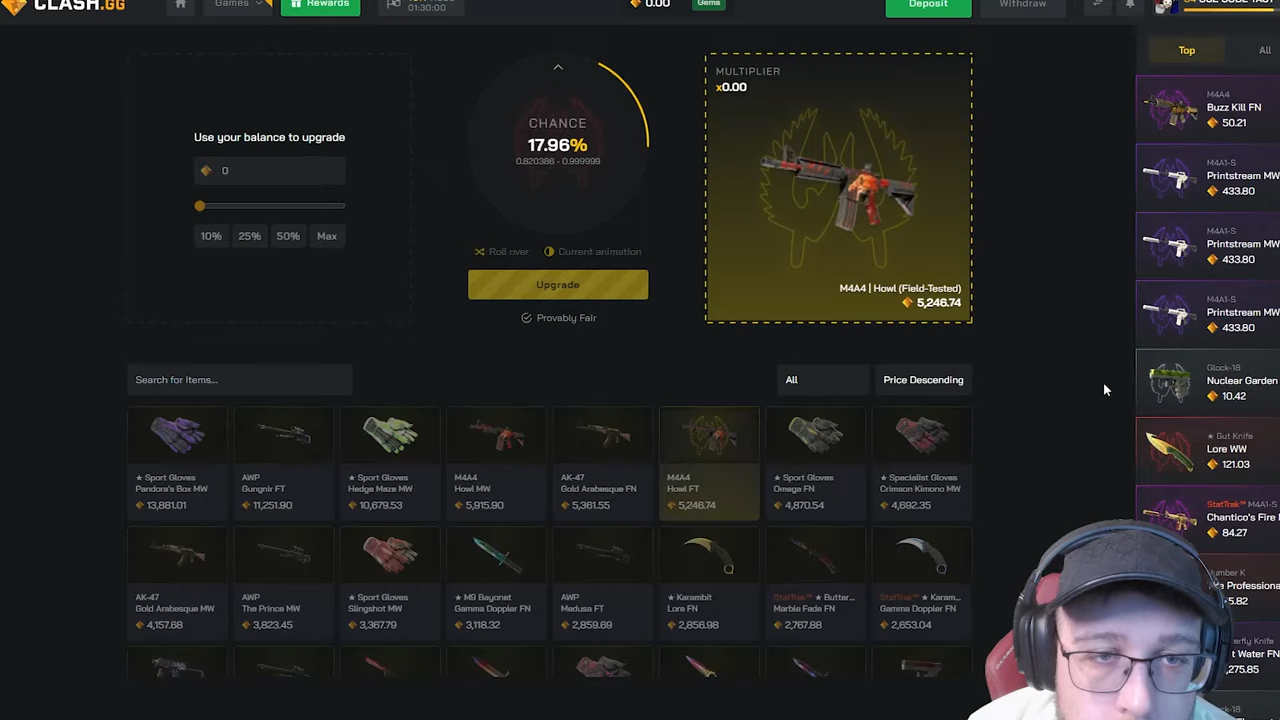 CLASH.GG
Games
Rewards
01:30:00
0.00
Gems
Deposit
Withdraw
Top
All
Use your balance to upgrade
0
10%
25%
50%
Max
CHANCE
17.96%
0.820386 - 0.999999
Roll over
Current animation
Upgrade
Provably Fair
MULTIPLIER
x0.00
M4A4 | Howl (Field-Tested)
5,246.74
M4A4
Buzz Kill FN
50.21
M4A1-S
Printstream MW
433.80
M4A1-S
Printstream MW
433.80
M4A1-S
Printstream MW
433.80
Glock-18
Nuclear Garden
10.42
★ Gut Knife
Lore WW
121.03
StatTrak™ M4A1-S
Chantico's Fire
84.27
Search for Items...
All
Price Descending
★ Sport Gloves
Pandora's Box MW
13,881.01
AWP
Gungnir FT
11,251.90
★ Sport Gloves
Hedge Maze MW
10,679.53
M4A4
Howl MW
5,915.90
AK-47
Gold Arabesque FN
5,361.55
M4A4
Howl FT
5,246.74
★ Sport Gloves
Omega FN
4,870.54
★ Specialist Gloves
Crimson Kimono MW
4,692.35
AK-47
Gold Arabesque MW
4,157.68
AWP
The Prince MW
3,823.45
★ Sport Gloves
Slingshot MW
3,367.79
★ M9 Bayonet
Gamma Doppler FN
3,118.32
AWP
Medusa FT
2,859.69
★ Karambit
Lore FN
2,856.98
StatTrak™ ★ Butter...
Marble Fade FN
2,767.88
StatTrak™ ★ Karam...
Gamma Doppler FN
2,653.04